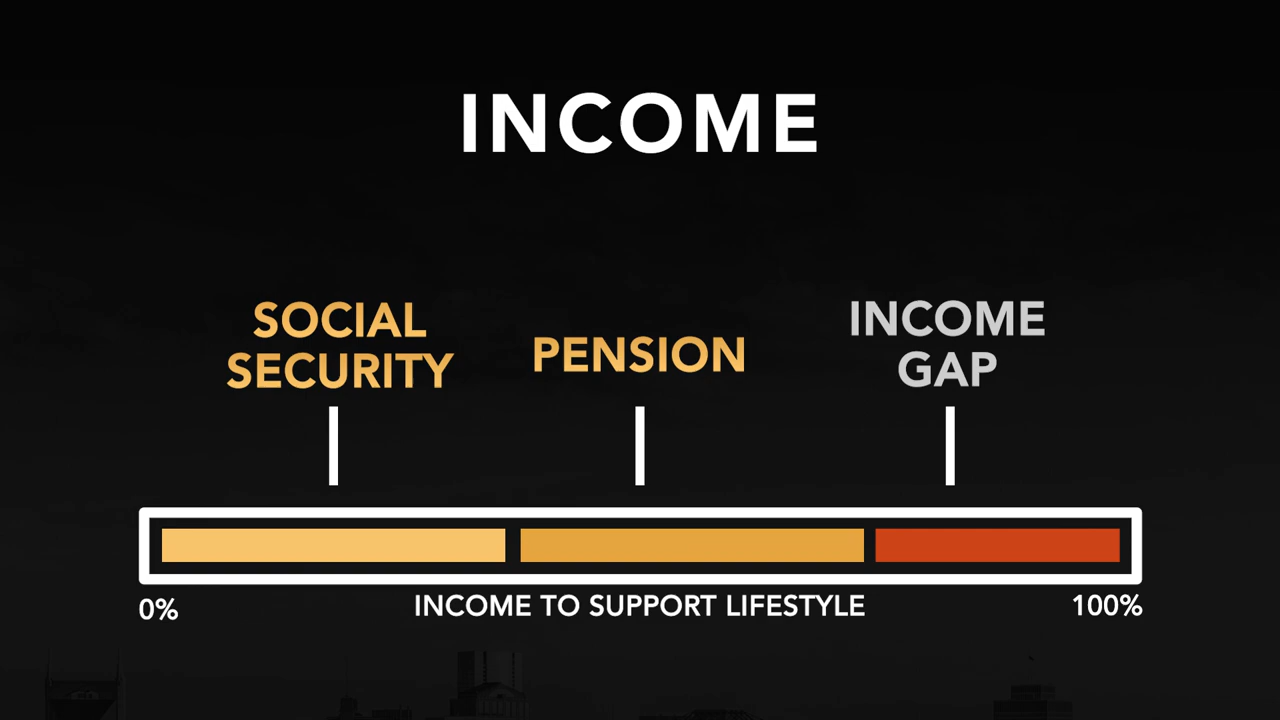 INCOME
SOCIAL
SECURITY
PENSION
INCOME
GAP
0%
INCOME TO SUPPORT LIFESTYLE
100%